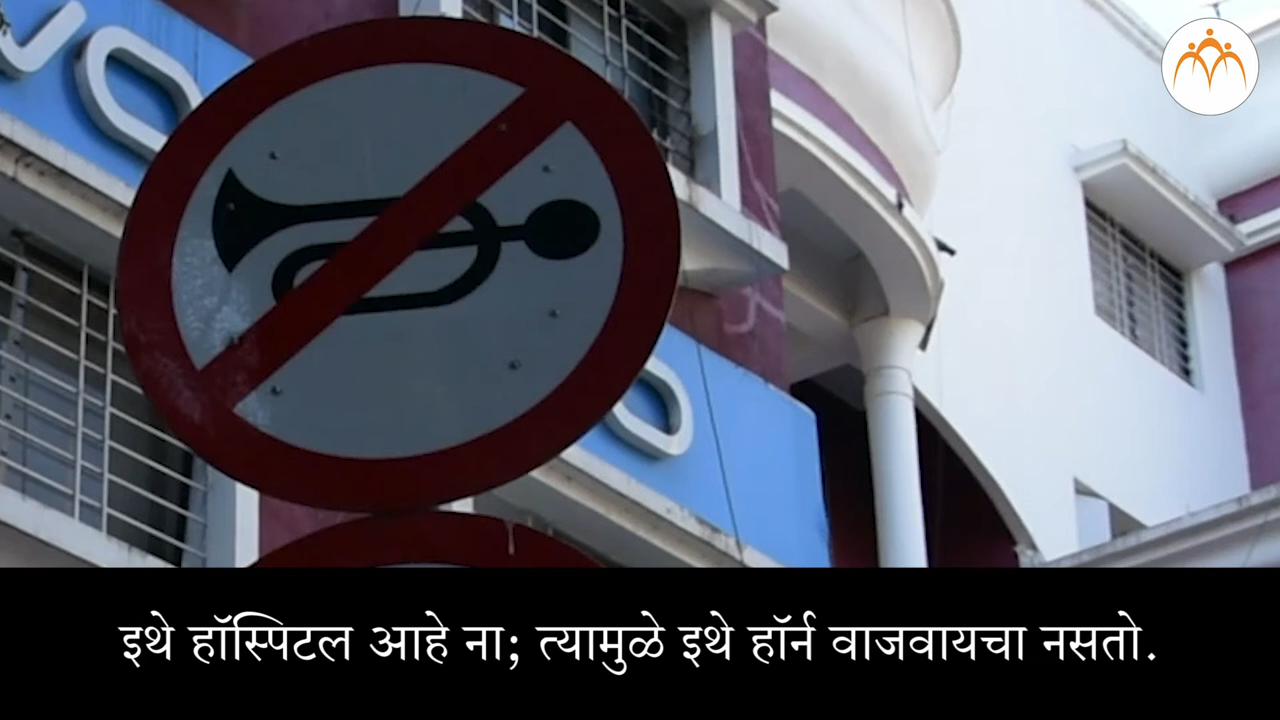 इथे हॉस्पिटल आहे ना; त्यामुळे इथे हॉर्न वाजवायचा नसतो.